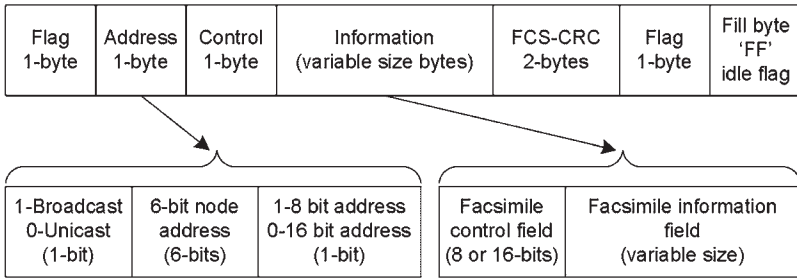 Flag
1-byte
Address
1-byte
Control
1-byte
Information
(variable size bytes)
FCS-CRC
2-bytes
Flag
1-byte
Fill byte
‘FF’
idle flag
1-Broadcast
0-Unicast
(1-bit)
6-bit node
address
(6-bits)
1-8 bit address
0-16 bit address
(1-bit)
Facsimile
control field
(8 or 16-bits)
Facsimile information
field
(variable size)